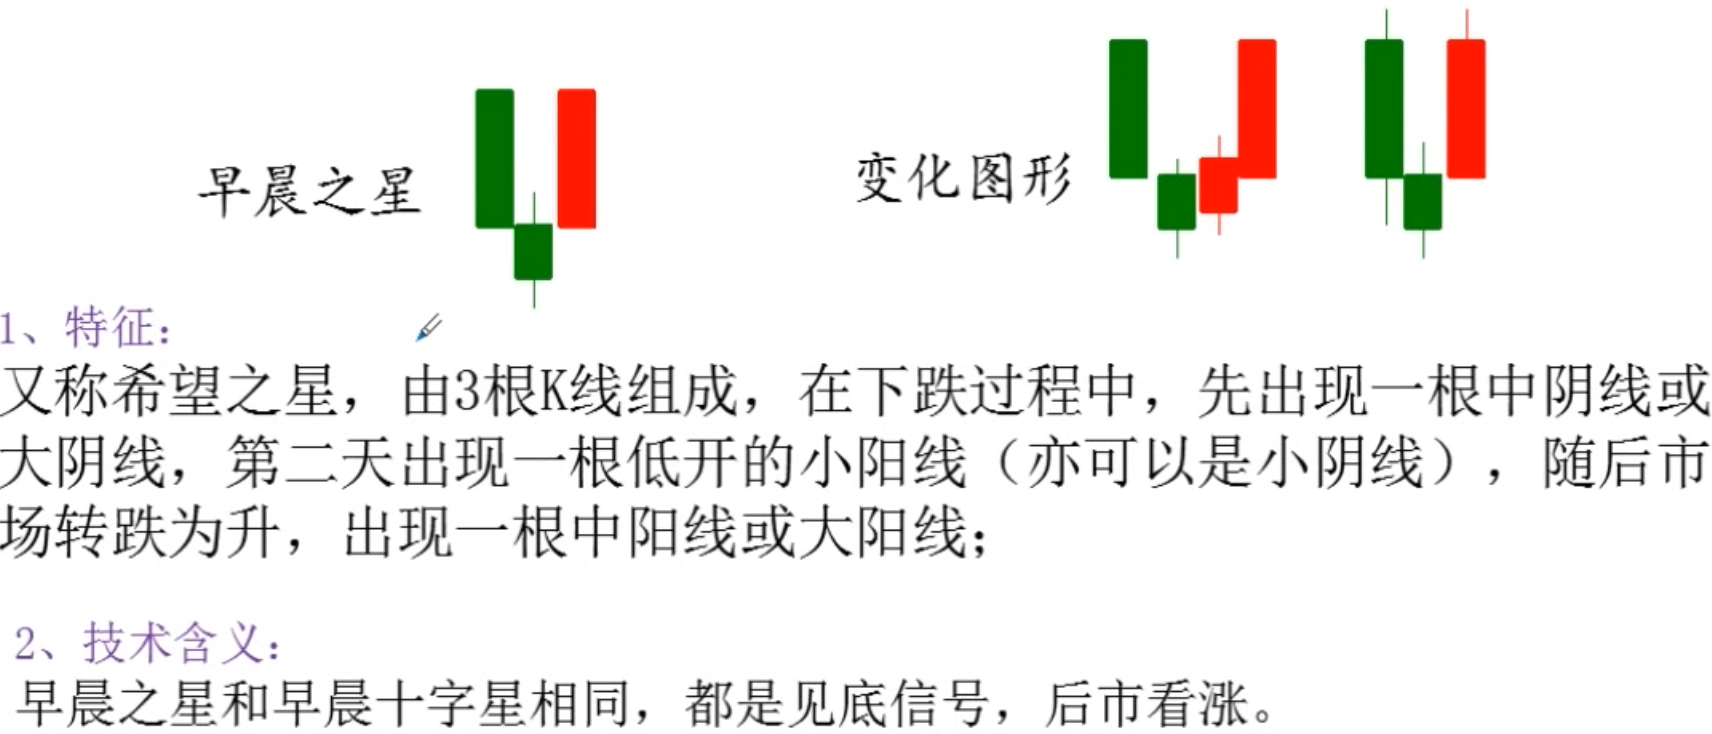 早晨之星
变化图形
1、特征：
又称希望之星，由3根K线组成，在下跌过程中，先出现一根中阴线或
大阴线，第二天出现一根低开的小阳线（亦可以是小阴线），随后市
场转跌为升，出现一根中阳线或大阳线；
2、技术含义：
早晨之星和早晨十字星相同，都是见底信号，后市看涨。